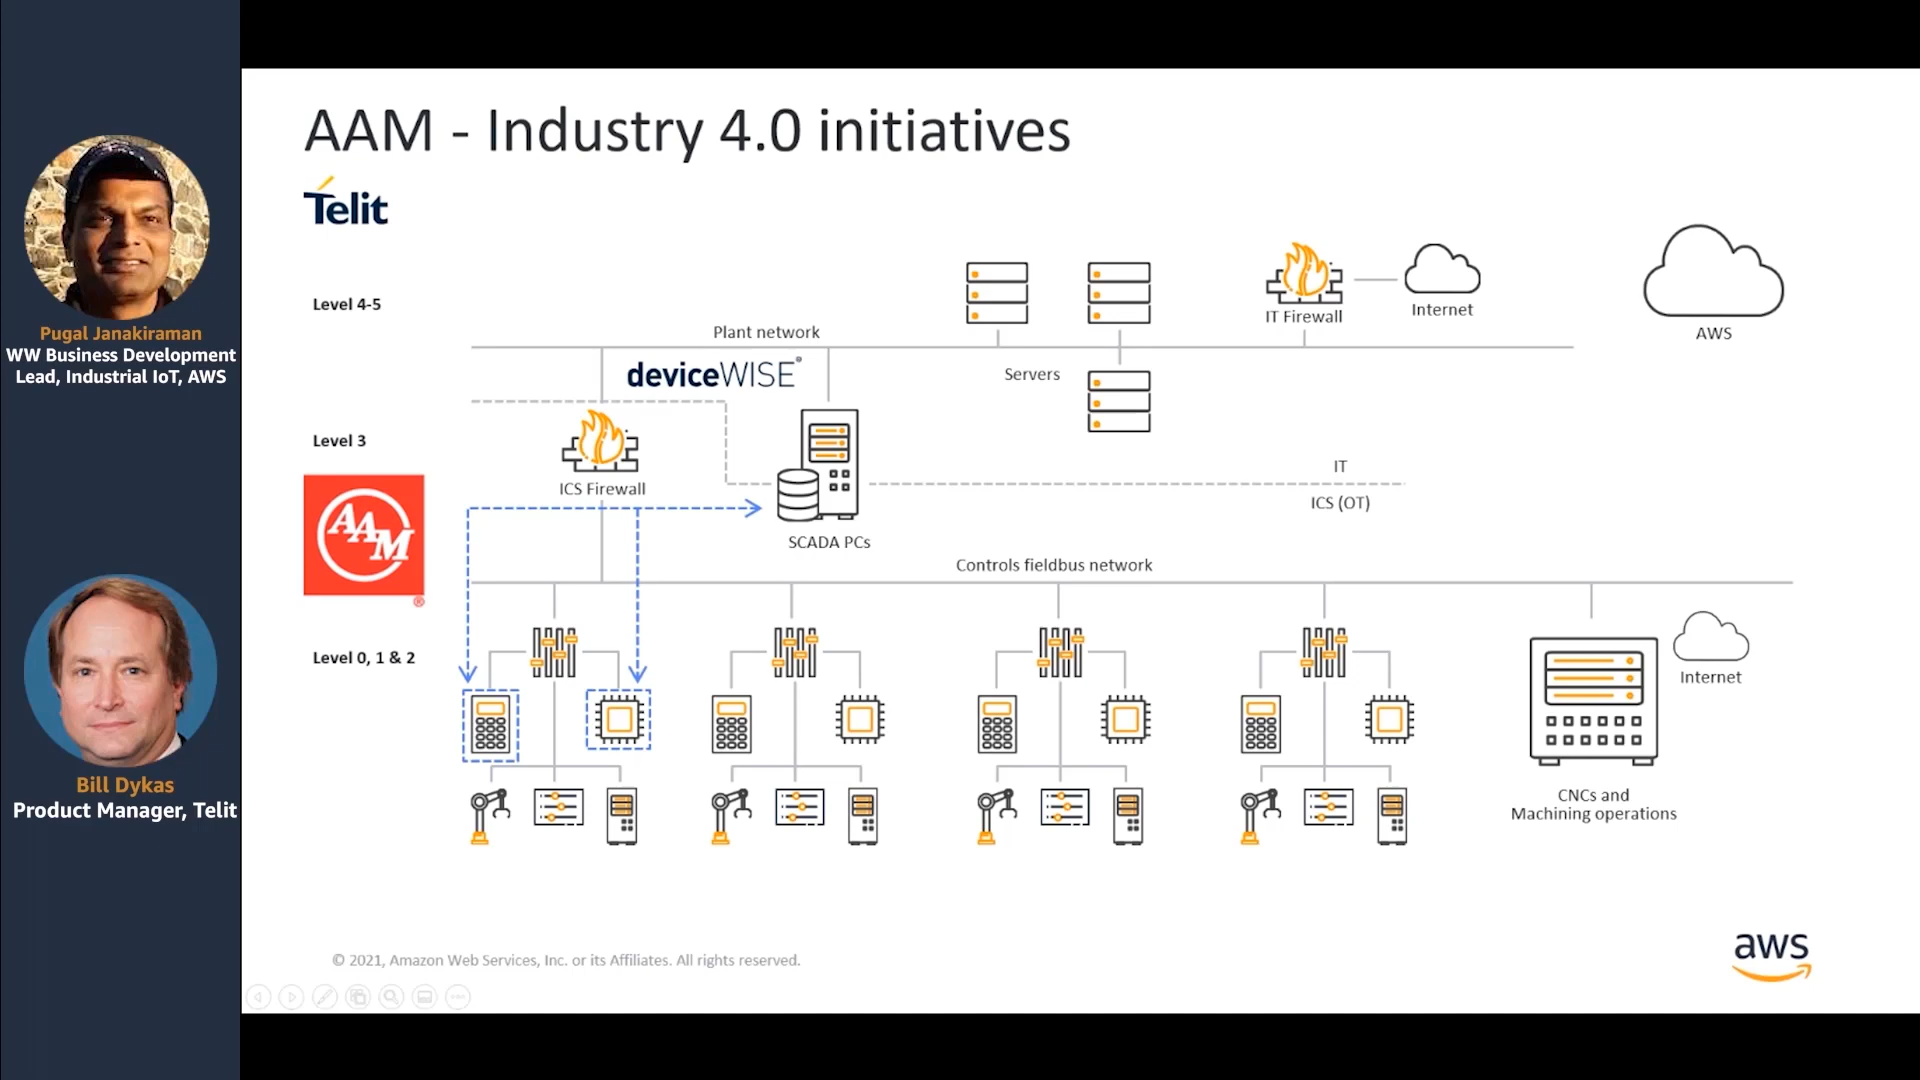 Pugal Janakiraman
WW Business Development
Lead, Industrial IoT, AWS
Bill Dykas
Product Manager, Telit
AAM - Industry 4.0 initiatives
Telit
Level 4-5
Plant network
IT Firewall
Internet
AWS
deviceWISE®
Servers
Level 3
ICS Firewall
IT
ICS (OT)
SCADA PCs
AAM
®
Controls fieldbus network
Level 0, 1 & 2
Internet
CNCs and
Machining operations
© 2021, Amazon Web Services, Inc. or its Affiliates. All rights reserved.
aws